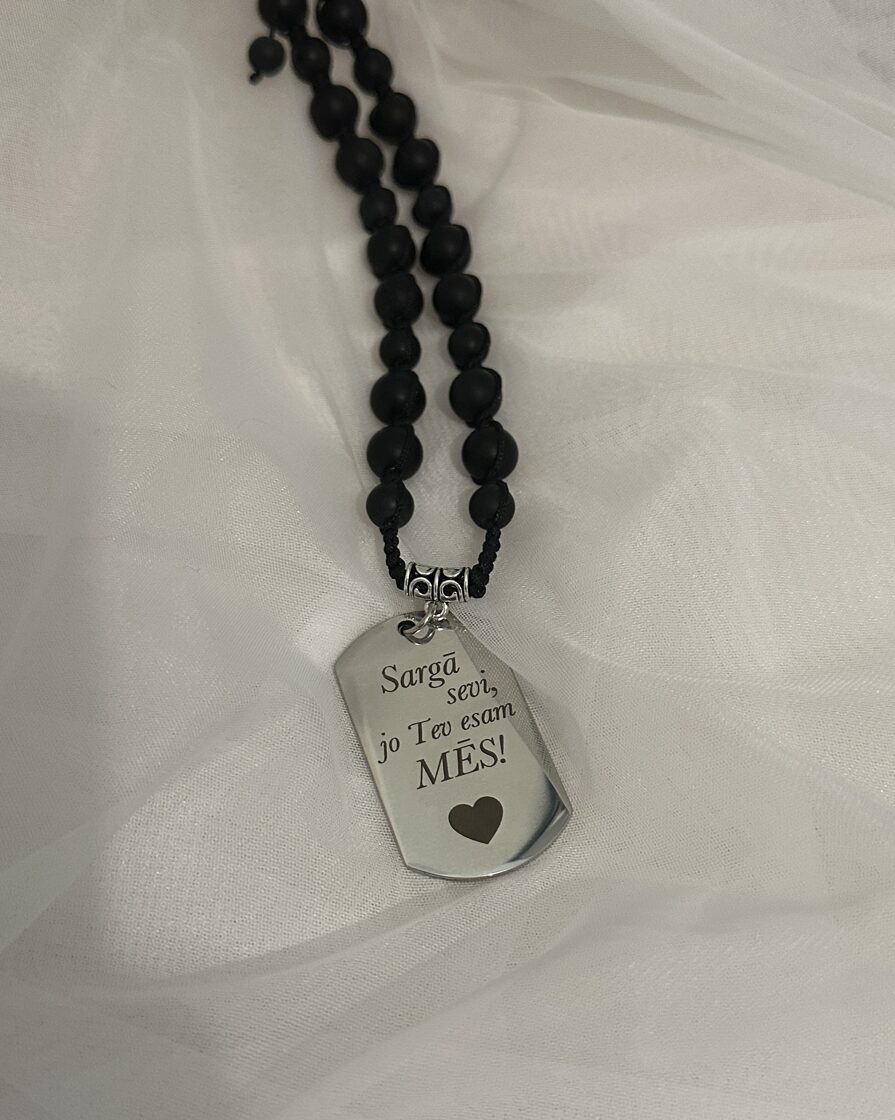 Sargā
sevi,
jo Tev esam
MĒS!